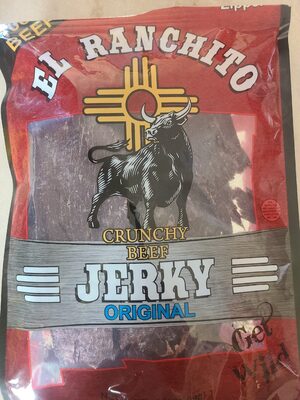 BEEF
EL RANCHITO
CRUNCHY
BEEF
JERKY
ORIGINAL
Get
Wild